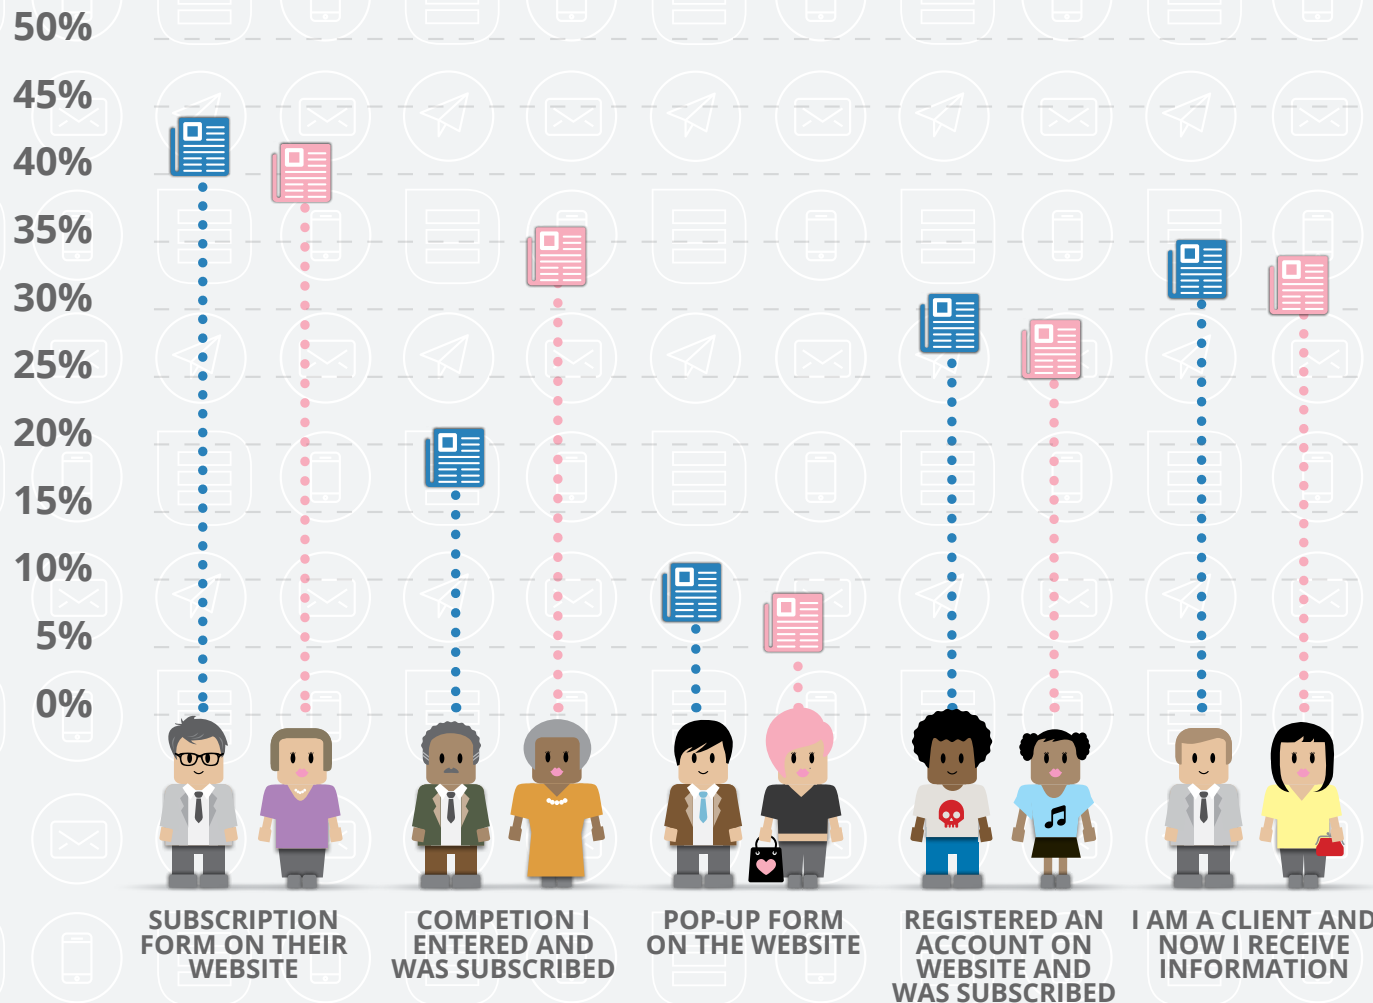 50%
45%
40%
35%
30%
25%
20%
15%
10%
5%
0%
SUBSCRIPTION
FORM ON THEIR
WEBSITE
COMPETION I
ENTERED AND
WAS SUBSCRIBED
POP-UP FORM
ON THE WEBSITE
REGISTERED AN
ACCOUNT ON
WEBSITE AND
WAS SUBSCRIBED
I AM A CLIENT AND
NOW I RECEIVE
INFORMATION